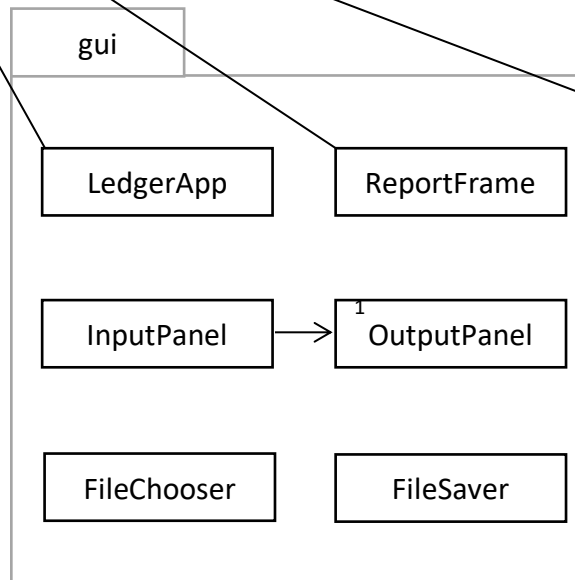 gui
LedgerApp
ReportFrame
InputPanel
1
OutputPanel
FileChooser
FileSaver